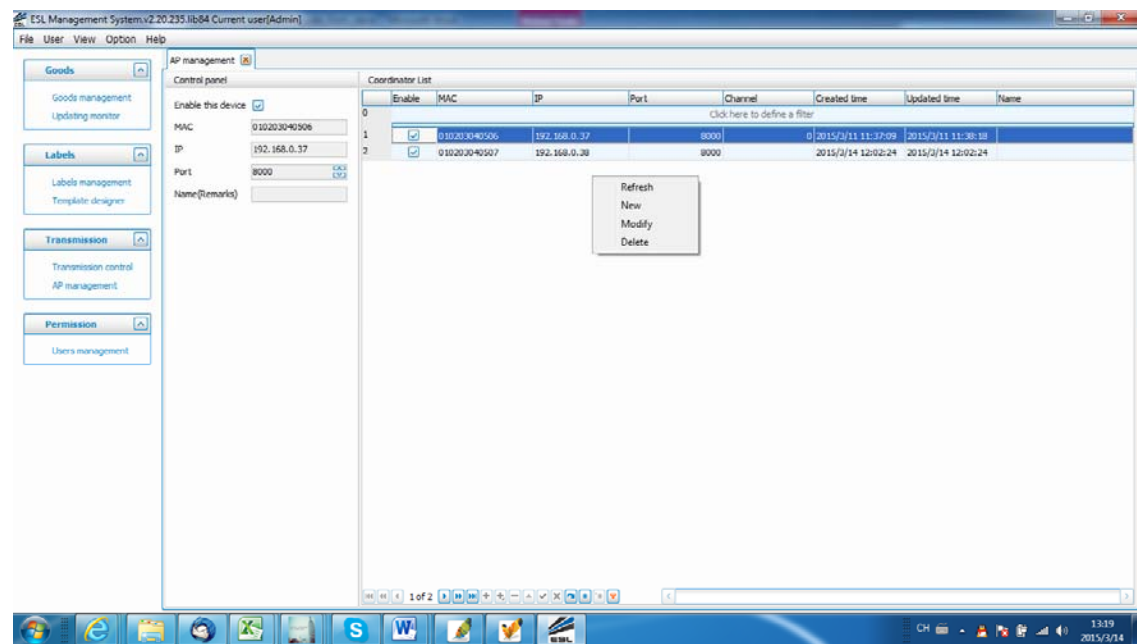 ESL Management System.v2.20.235.lib84 Current user[Admin]
File User View Option Help
Goods
Goods management
Updating monitor
Labels
Labels management
Template designer
Transmission
Transmission control
AP management
Permission
Users management
AP management
Control panel
Enable this device
MAC 010203040506
IP 192.168.0.37
Port 8000
Name(Remarks)
Coordinator List
Enable MAC IP Port Channel Created time Updated time Name
0 Click here to define a filter
1 010203040506 192.168.0.37 8000 0 2015/3/11 11:37:09 2015/3/11 11:38:18
2 010203040507 192.168.0.38 8000 2015/3/14 12:02:24 2015/3/14 12:02:24
Refresh
New
Modify
Delete
1 of 2
ESL
CH
13:19
2015/3/14